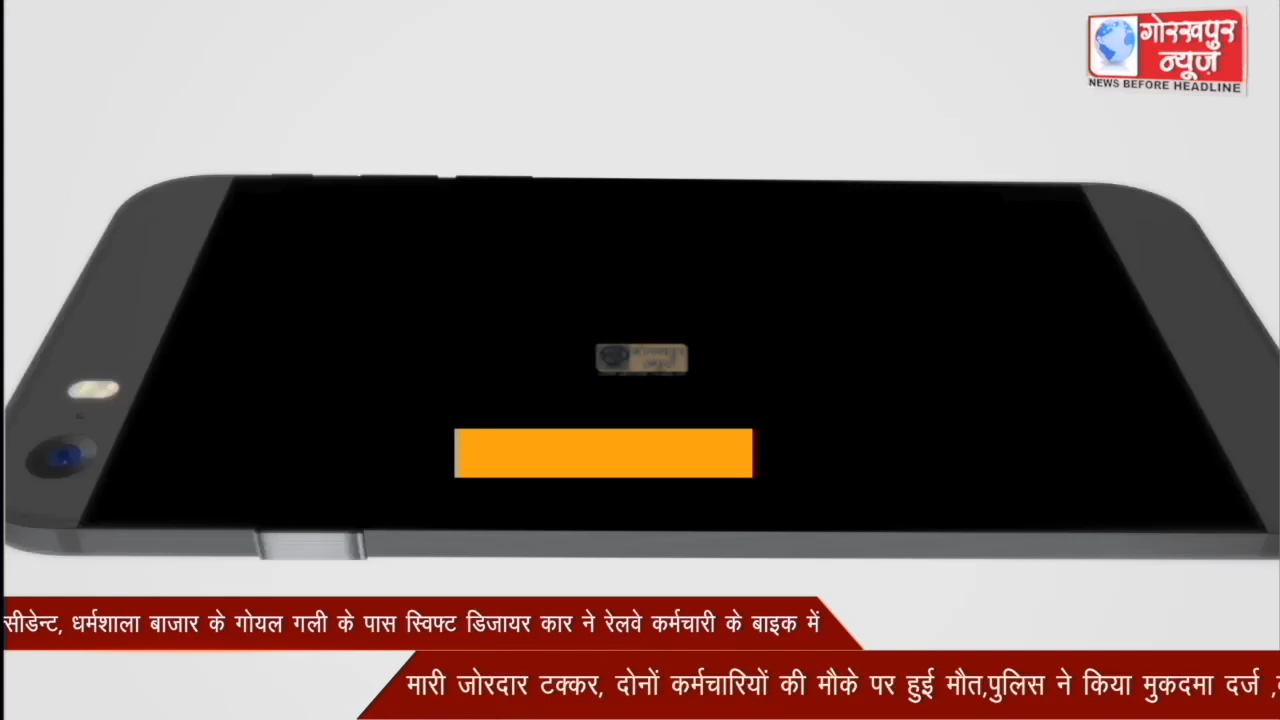 गोरखपुर
न्यूज़
NEWS BEFORE HEADLINE
सीडेन्ट, धर्मशाला बाजार के गोयल गली के पास स्विफ्ट डिजायर कार ने रेलवे कर्मचारी के बाइक में
मारी जोरदार टक्कर, दोनों कर्मचारियों की मौके पर हुई मौत,पुलिस ने किया मुकदमा दर्ज ,